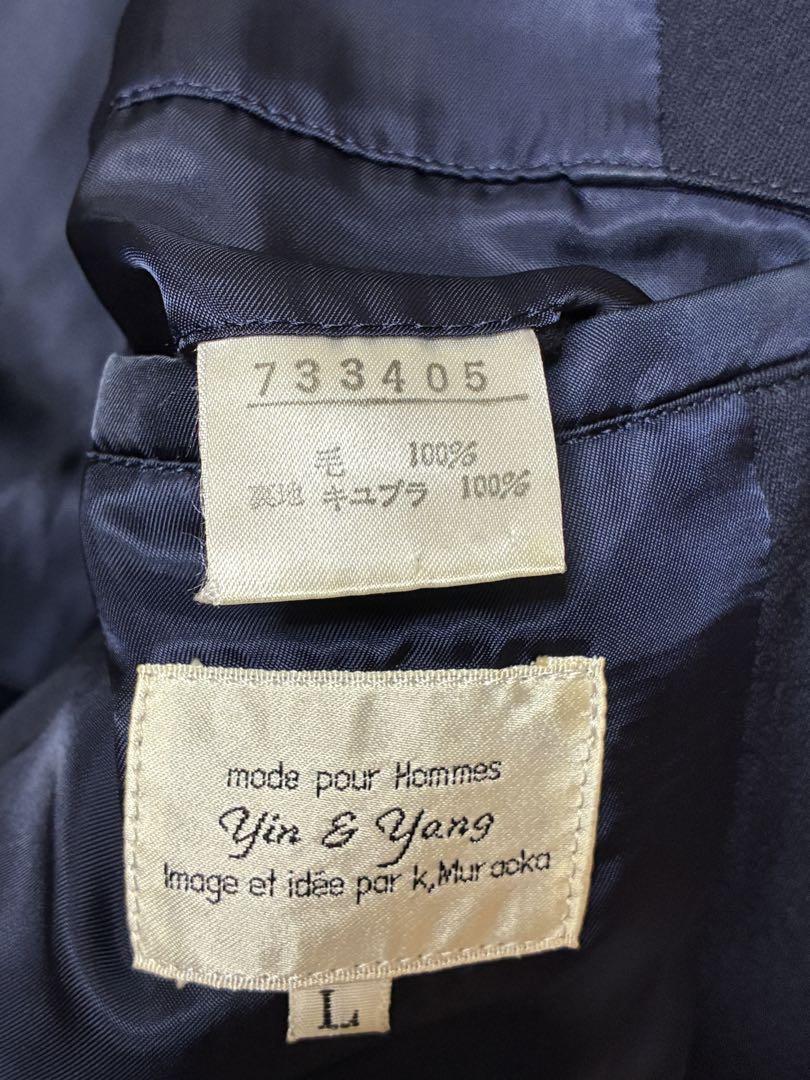 733405
毛 100%
裏地 キュプラ 100%
mode pour Hommes
Yin & Yang
Image et idée par k,Muraoka
L